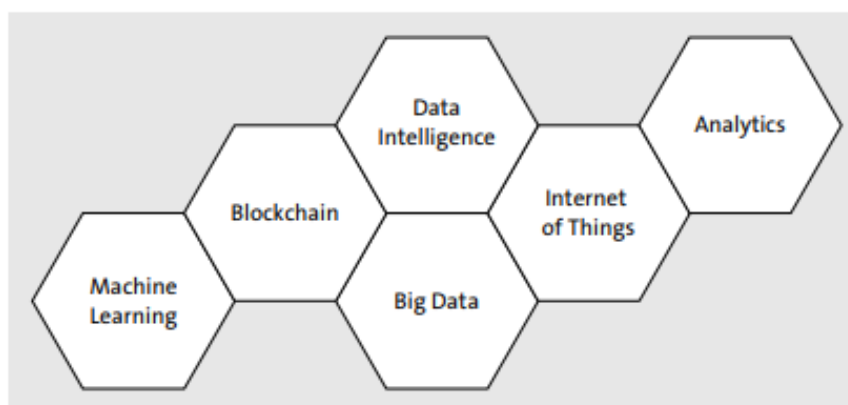 Data
Intelligence
Analytics
Blockchain
Internet
of Things
Machine
Learning
Big Data